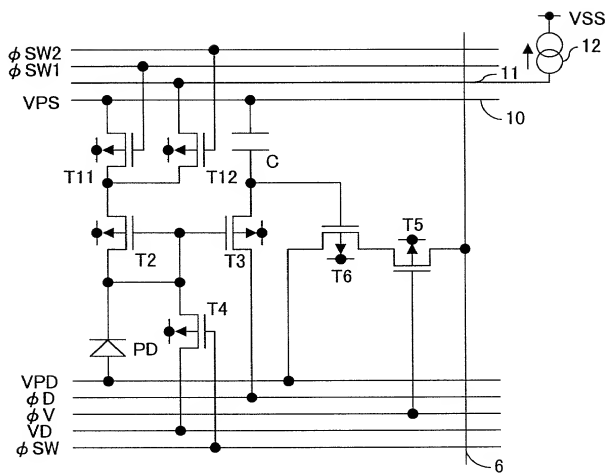 VSS
φSW2
φSW1
12
11
VPS
10
C
T11
T12
T2
T3
T5
T6
T4
PD
VPD
φD
φV
VD
φSW
6